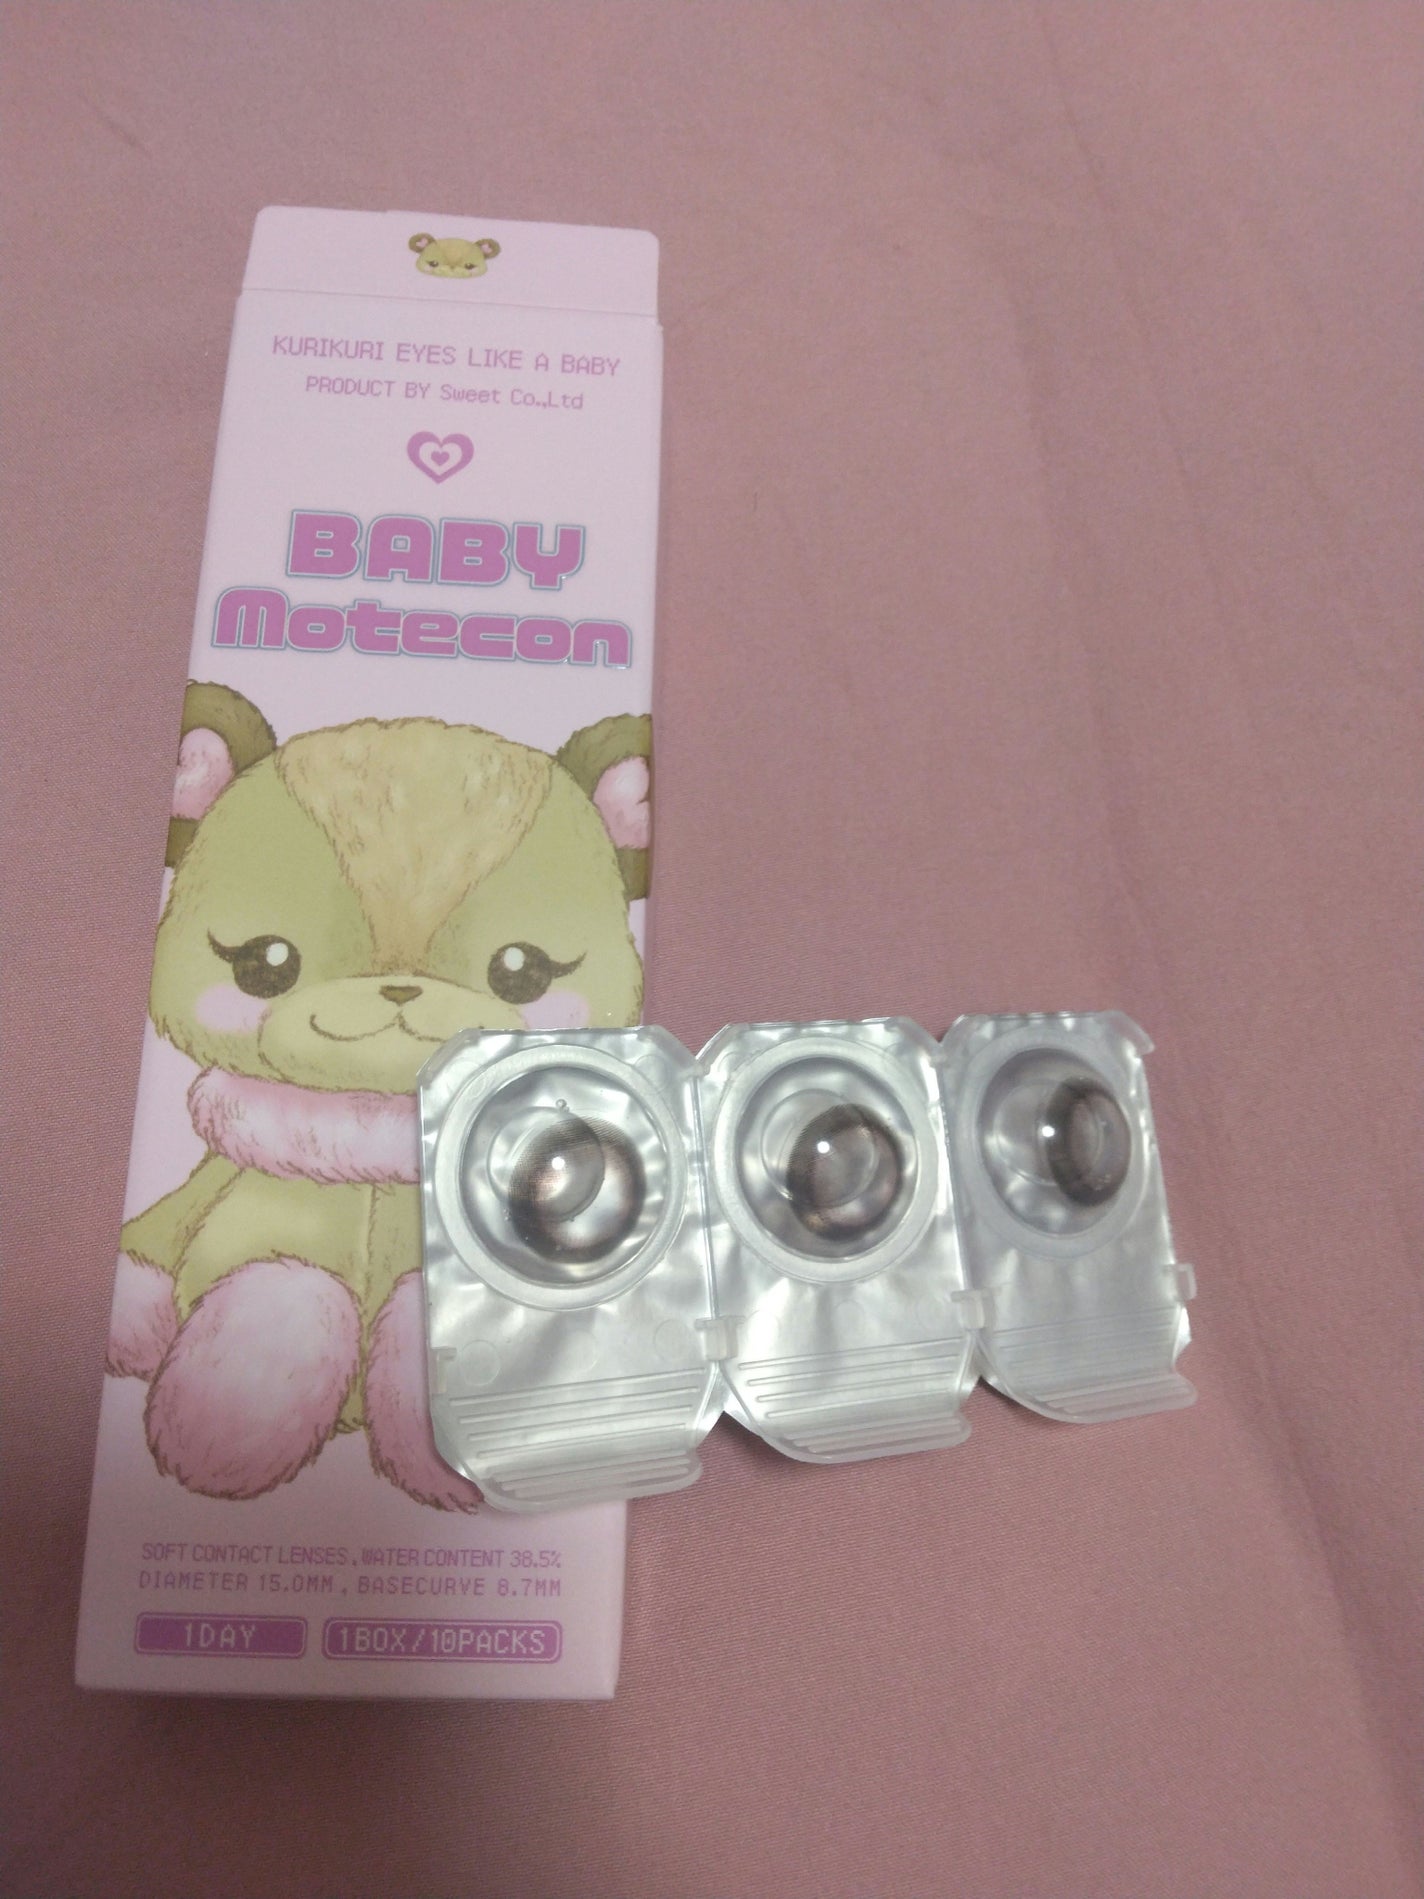 KURIKURI EYES LIKE A BABY
PRODUCT BY Sweet Co.,Ltd
BABY
Motecon
SOFT CONTACT LENSES, WATER CONTENT 38.5%
DIAMETER 15.0MM, BASECURVE 8.7MM
1DAY
1BOX/10PACKS